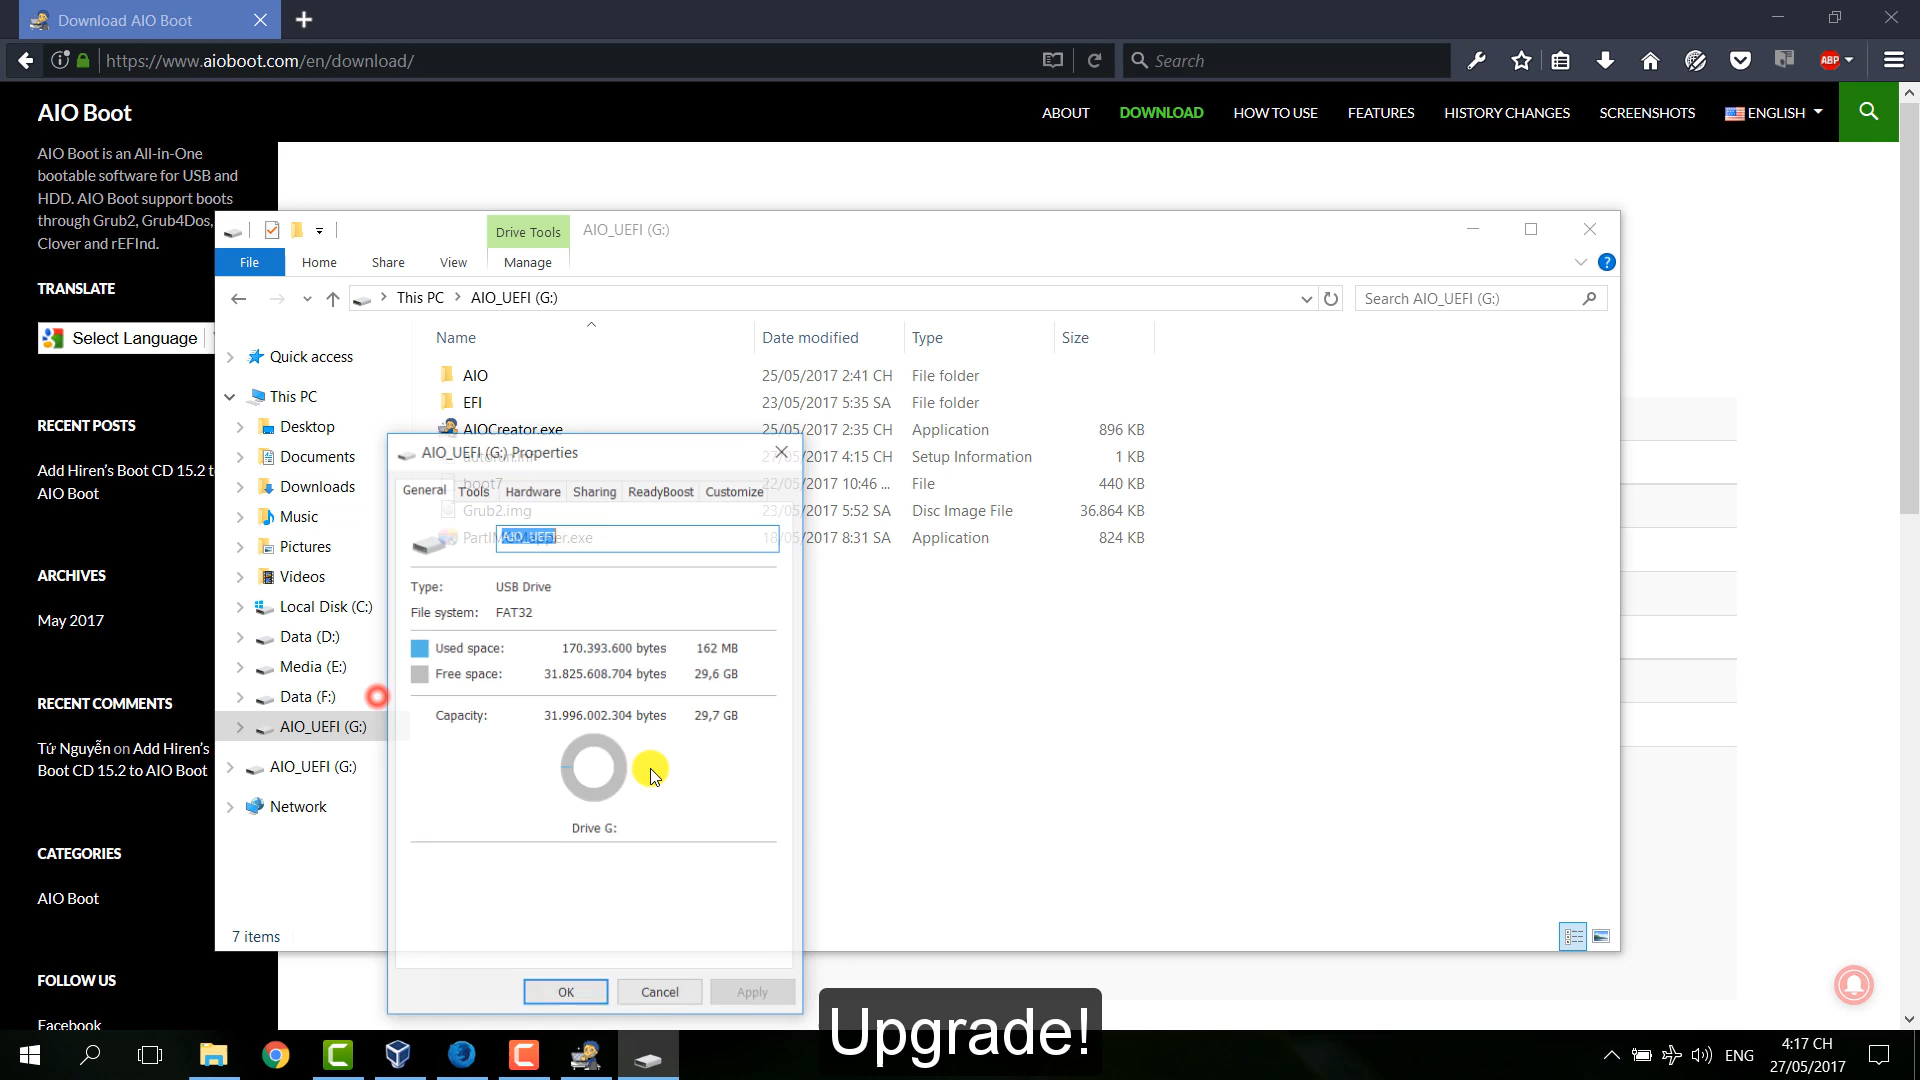 Download AIO Boot
https://www.aioboot.com/en/download/
Search
ABP
AIO Boot
ABOUT
DOWNLOAD
HOW TO USE
FEATURES
HISTORY CHANGES
SCREENSHOTS
ENGLISH
AIO Boot is an All-in-One
bootable software for USB and
HDD. AIO Boot support boots
through Grub2, Grub4Dos,
Clover and rEFInd.
TRANSLATE
Select Language
RECENT POSTS
Add Hiren's Boot CD 15.2 t
AIO Boot
ARCHIVES
May 2017
RECENT COMMENTS
Tứ Nguyễn on Add Hiren's
Boot CD 15.2 to AIO Boot
CATEGORIES
AIO Boot
FOLLOW US
Facebook
Drive Tools
AIO_UEFI (G:)
File
Home
Share
View
Manage
This PC
AIO_UEFI (G:)
Search AIO_UEFI (G:)
Quick access
This PC
Desktop
Documents
Downloads
Music
Pictures
Videos
Local Disk (C:)
Data (D:)
Media (E:)
Data (F:)
AIO_UEFI (G:)
AIO_UEFI (G:)
Network
Name Date modified Type Size
AIO 25/05/2017 2:41 CH File folder
EFI 23/05/2017 5:35 SA File folder
AIOCreator.exe 25/05/2017 2:35 CH Application 896 KB
27/05/2017 4:15 CH Setup Information 1 KB
boot7 22/05/2017 10:46 ... File 440 KB
Grub2.img 23/05/2017 5:52 SA Disc Image File 36.864 KB
18/05/2017 8:31 SA Application 824 KB
7 items
AIO_UEFI (G:) Properties
General Tools Hardware Sharing ReadyBoost Customize
AIO_UEFI
Type: USB Drive
File system: FAT32
Used space: 170.393.600 bytes 162 MB
Free space: 31.825.608.704 bytes 29,6 GB
Capacity: 31.996.002.304 bytes 29,7 GB
Drive G:
OK
Cancel
Apply
Upgrade!
ENG
4:17 CH
27/05/2017